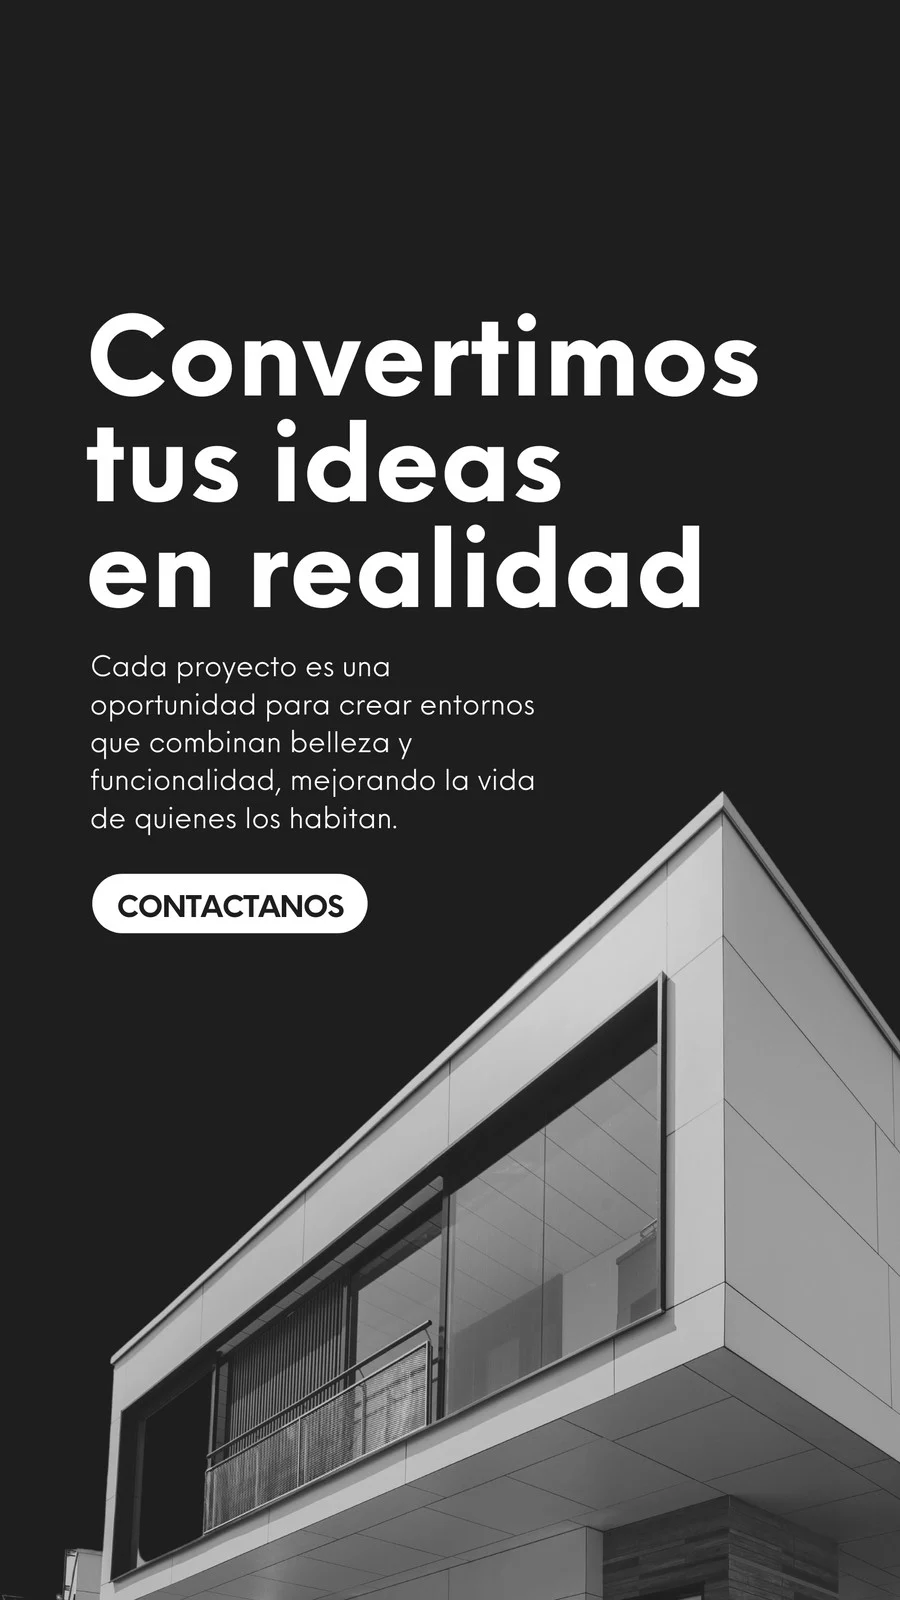 Convertimos
tus ideas
en realidad
Cada proyecto es una
oportunidad para crear entornos
que combinan belleza y
funcionalidad, mejorando la vida
de quienes los habitan.
CONTACTANOS